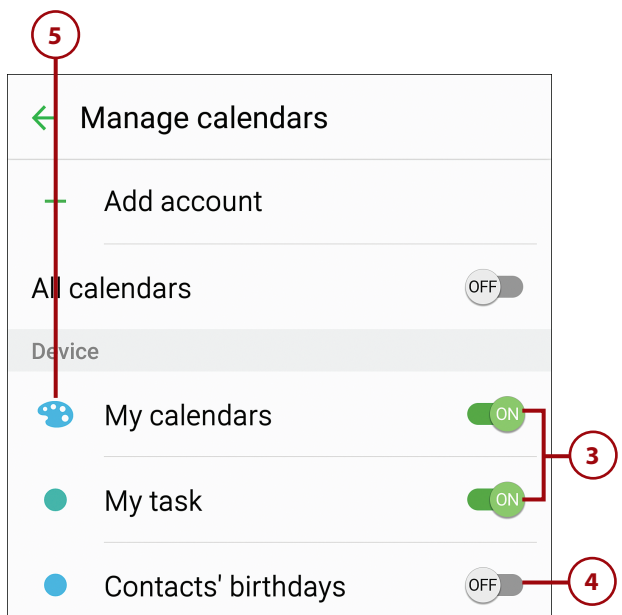 5
Manage calendars
Add account
All calendars OFF
Device
My calendars ON
3
My task ON
Contacts' birthdays OFF 4